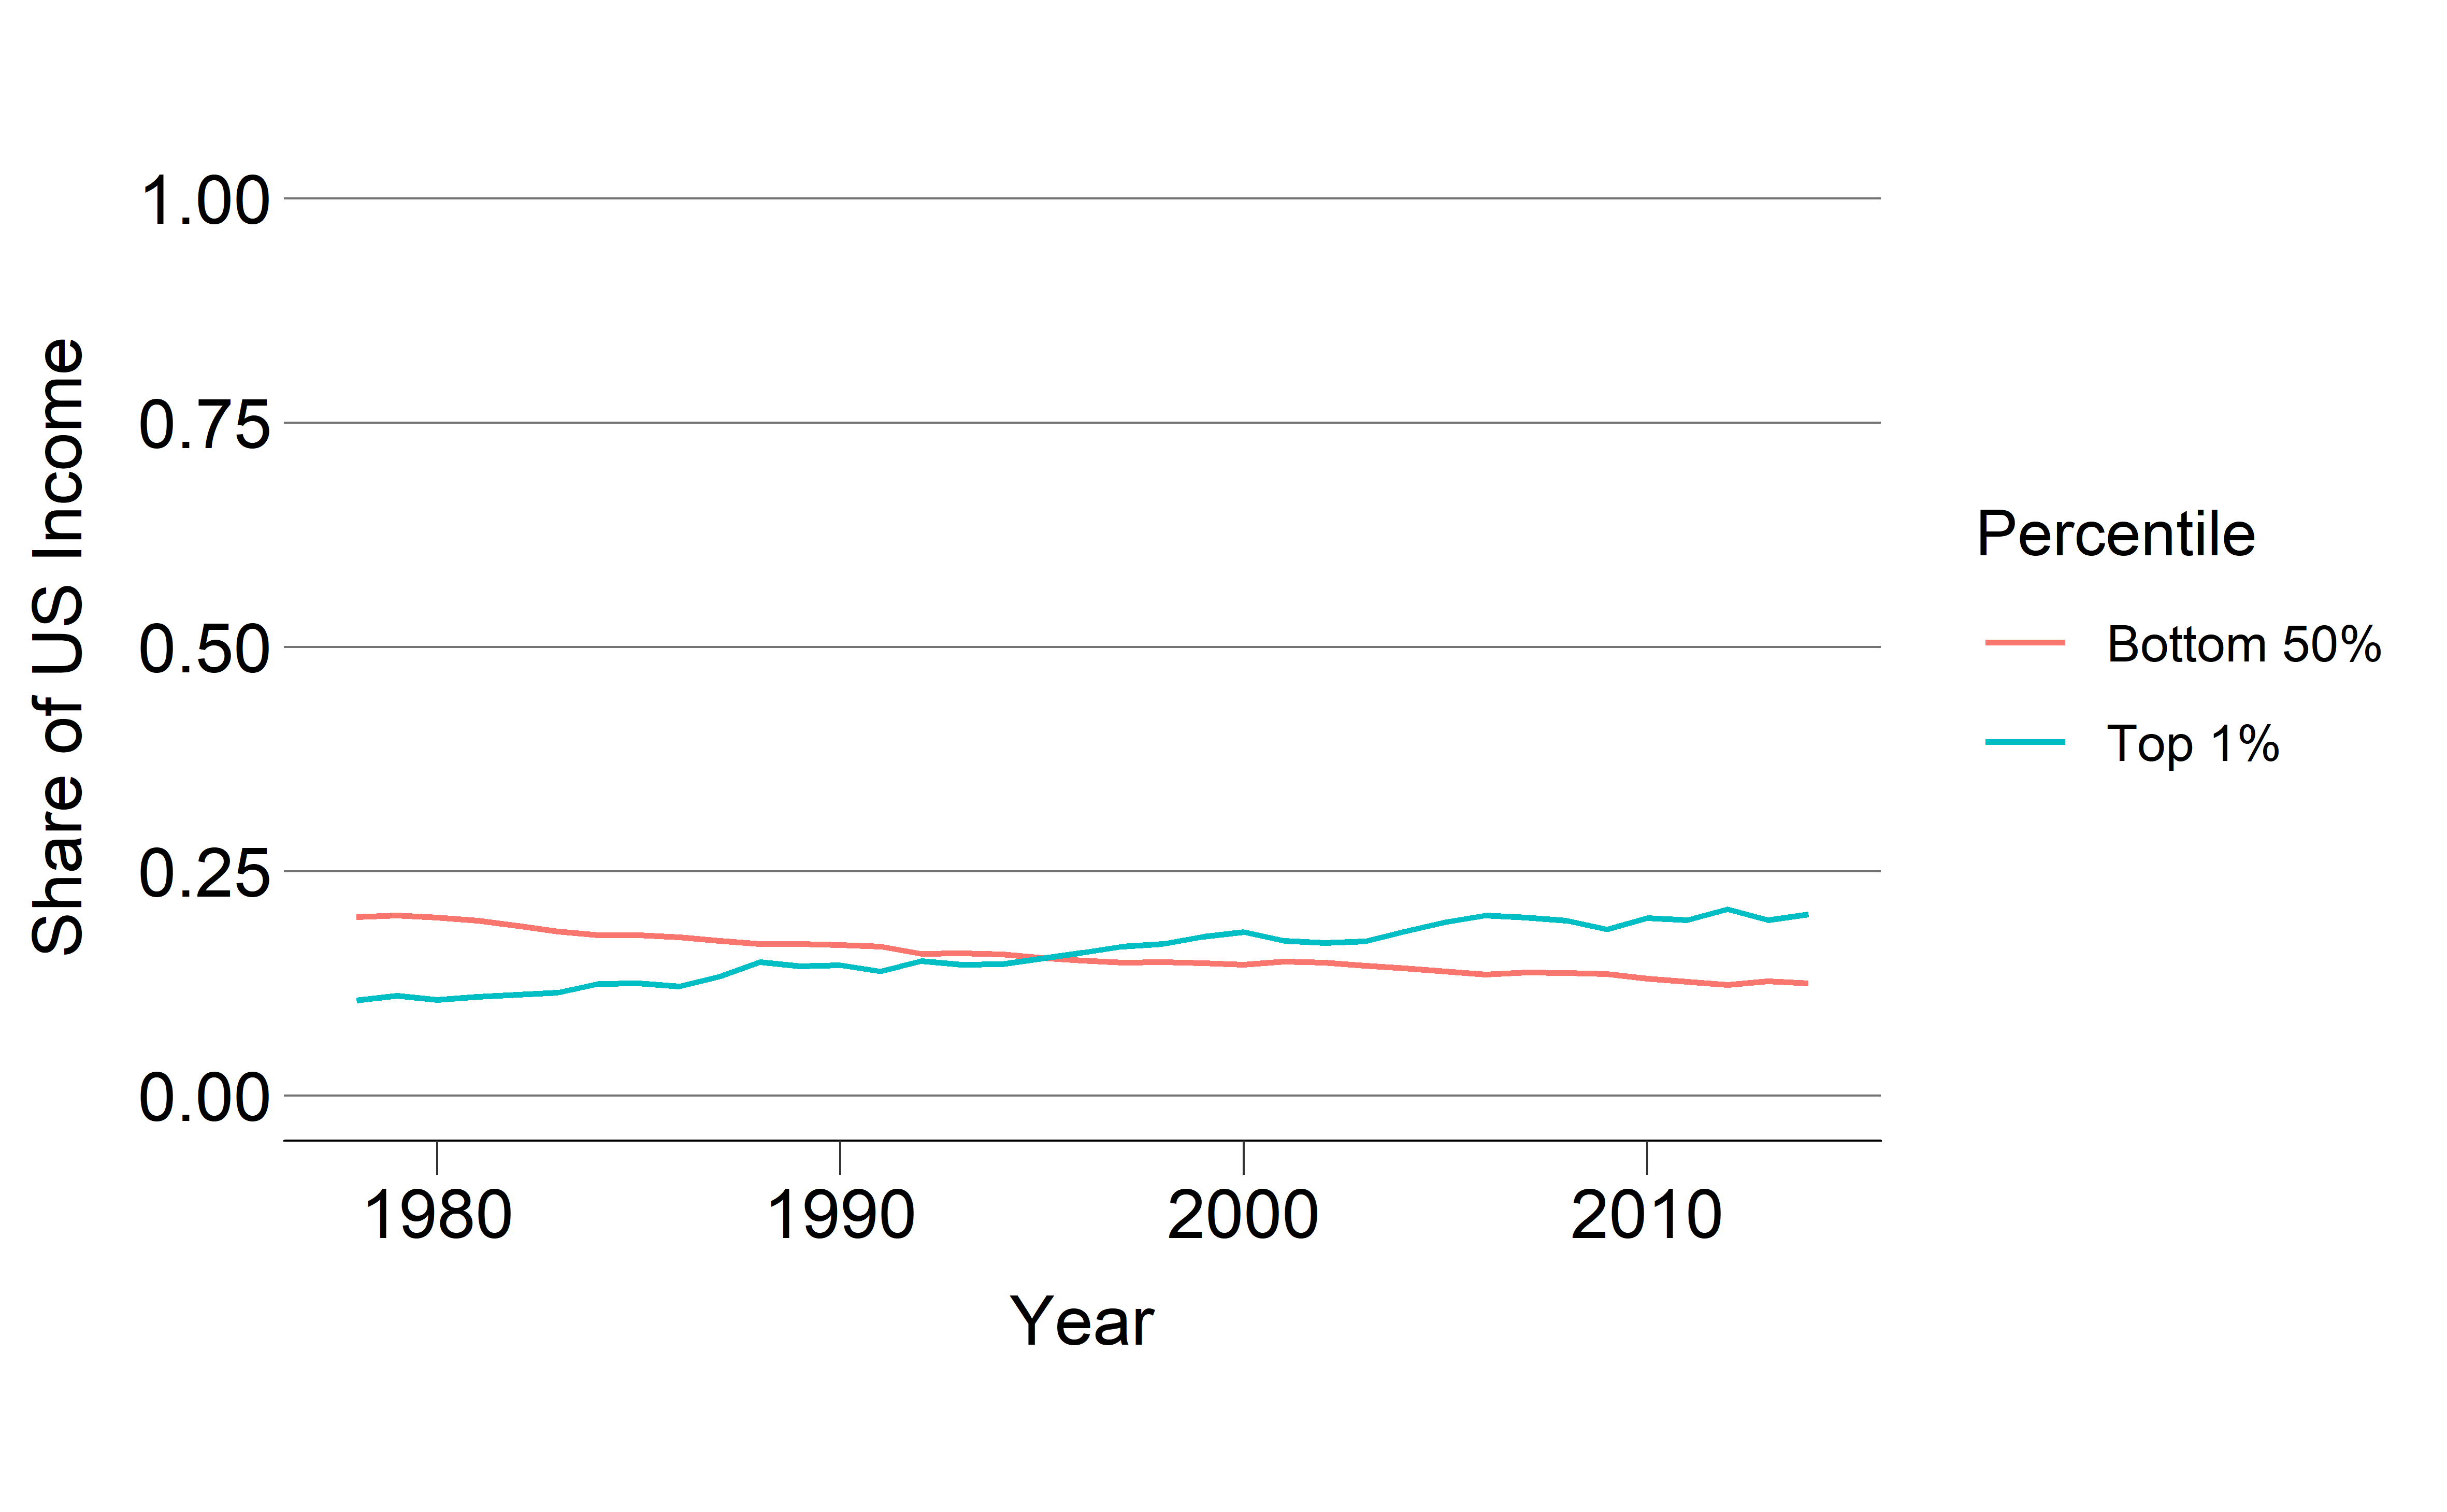 1.00
0.75
0.50
0.25
0.00
Share of US Income
1980 1990 2000 2010
Year
Percentile
Bottom 50%
Top 1%